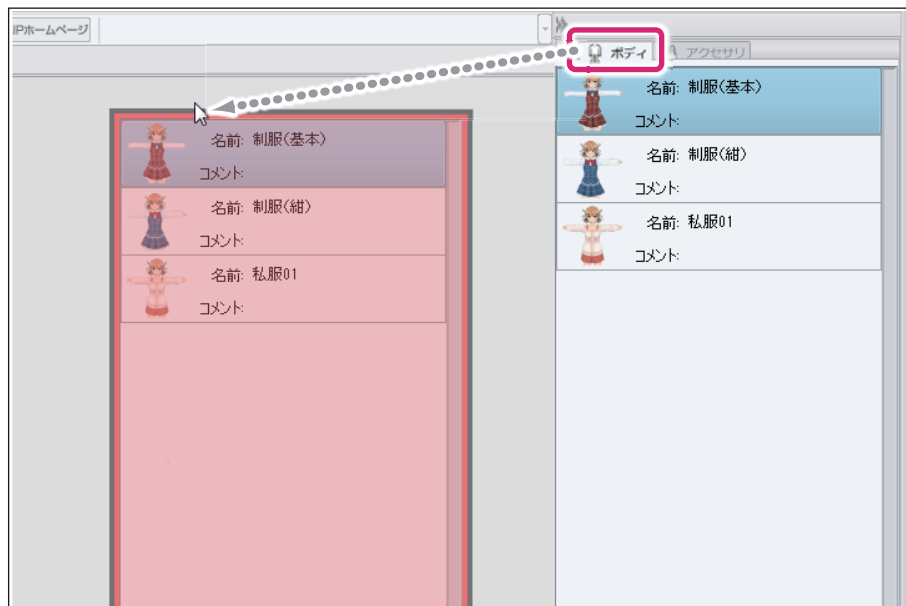 IPホームページ
ボディ
アクセサリ
名前: 制服(基本)
コメント:
名前: 制服(紺)
コメント:
名前: 私服01
コメント:
名前: 制服(基本)
コメント:
名前: 制服(紺)
コメント:
名前: 私服01
コメント: